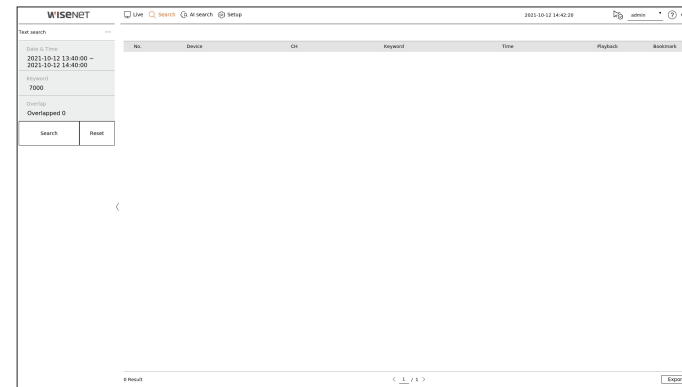 WISENET
Live Search AI search Setup
2021-10-12 14:42:20
admin
Text search
Date & Time
2021-10-12 13:40:00 ~
2021-10-12 14:40:00
Keyword
7000
Overlap
Overlapped 0
Search Reset
No. Device CH Keyword Time Playback Bookmark
0 Result
< 1 / 1 >
Expor